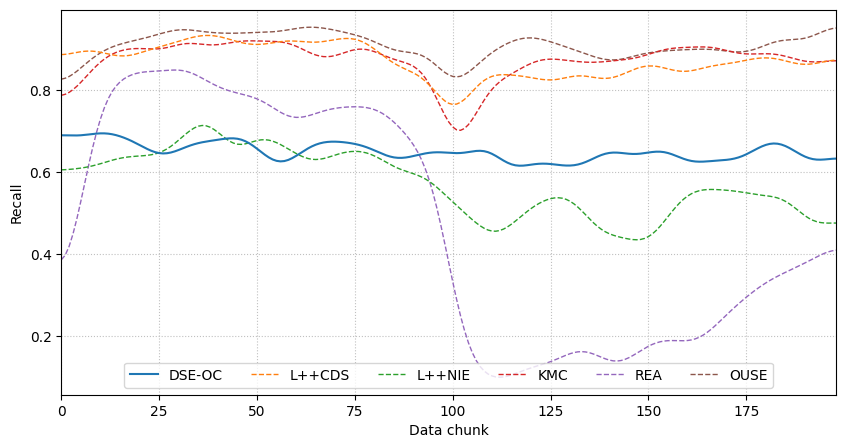 Recall
0.8
0.6
0.4
0.2
DSE-OC L++CDS L++NIE KMC REA OUSE
0 25 50 75 100 125 150 175
Data chunk